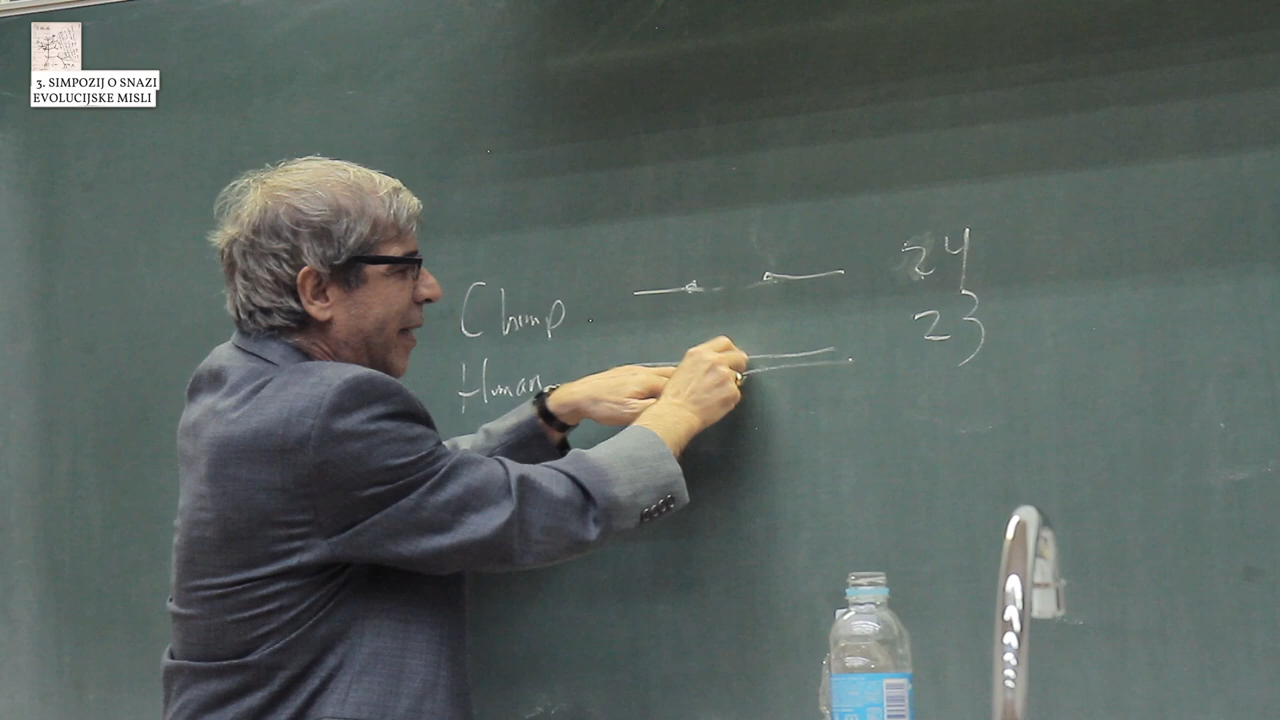 3. SIMPOZIJ O SNAZI
EVOLUCIJSKE MISLI
Chimp 24
Human 23